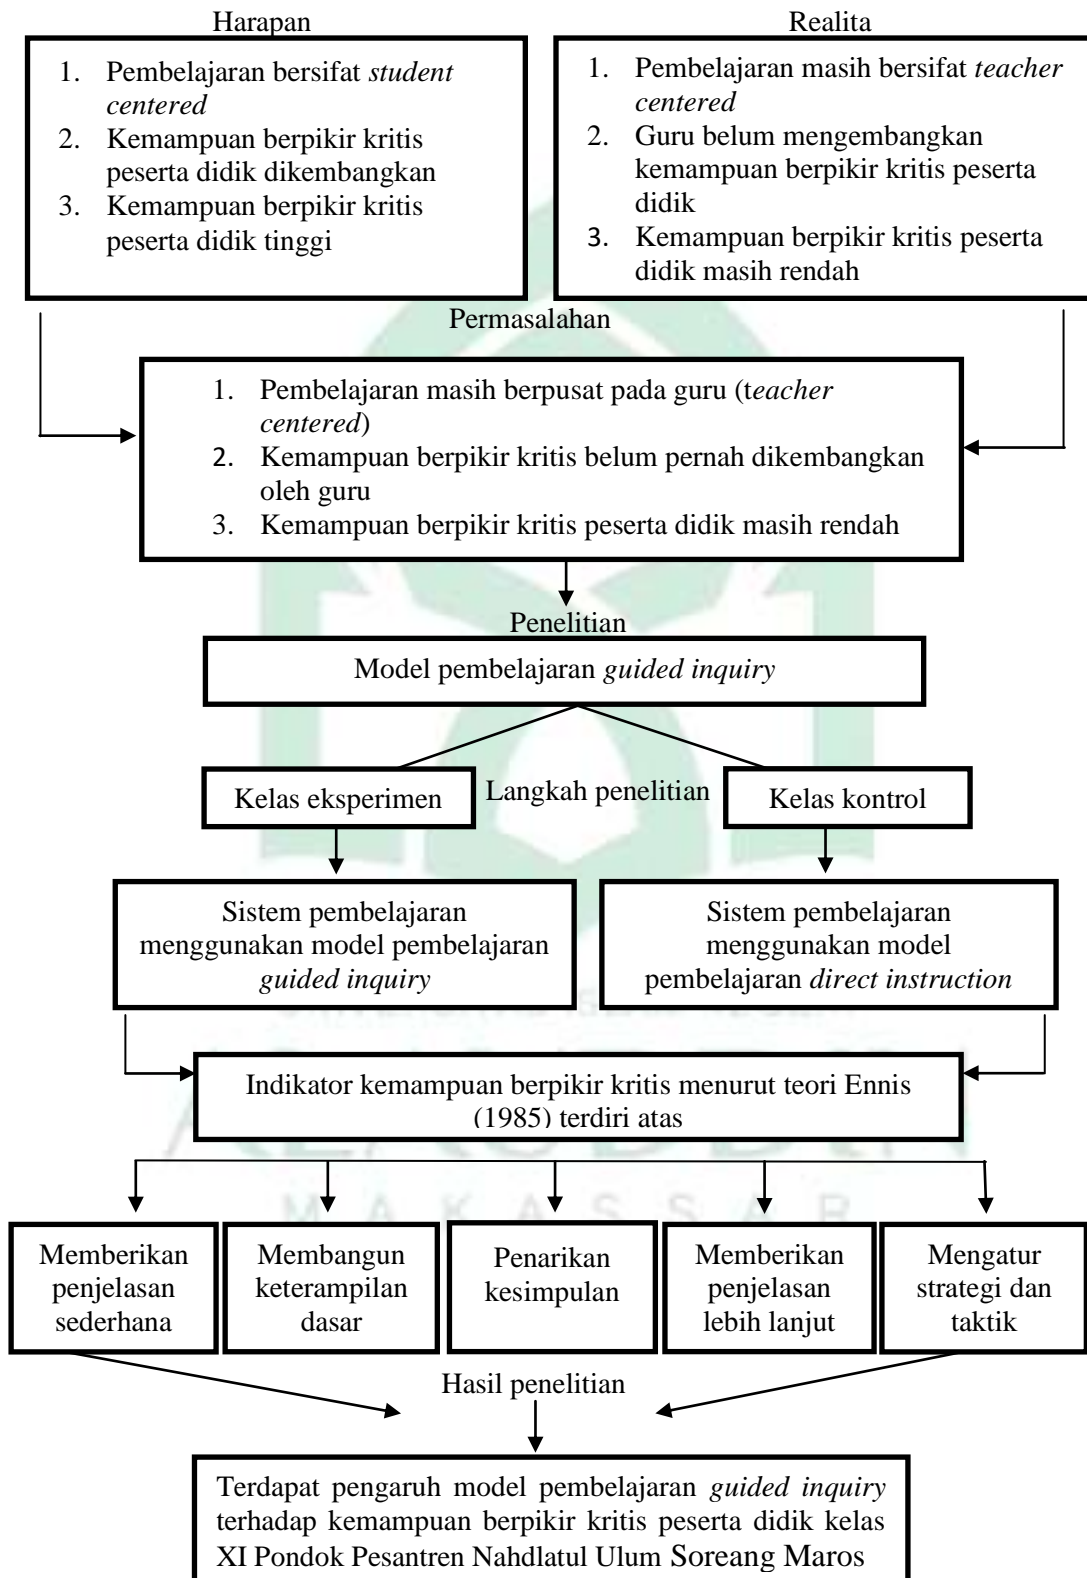 Harapan
1. Pembelajaran bersifat student
centered
2. Kemampuan berpikir kritis
peserta didik dikembangkan
3. Kemampuan berpikir kritis
peserta didik tinggi
Realita
1. Pembelajaran masih bersifat teacher
centered
2. Guru belum mengembangkan
kemampuan berpikir kritis peserta
didik
3. Kemampuan berpikir kritis peserta
didik masih rendah
Permasalahan
1. Pembelajaran masih berpusat pada guru (teacher
centered)
2. Kemampuan berpikir kritis belum pernah dikembangkan
oleh guru
3. Kemampuan berpikir kritis peserta didik masih rendah
Penelitian
Model pembelajaran guided inquiry
Kelas eksperimen
Langkah penelitian
Kelas kontrol
Sistem pembelajaran
menggunakan model pembelajaran
guided inquiry
Sistem pembelajaran
menggunakan model
pembelajaran direct instruction
Indikator kemampuan berpikir kritis menurut teori Ennis
(1985) terdiri atas
MAKASSAR
Memberikan
penjelasan
sederhana
Membangun
keterampilan
dasar
Penarikan
kesimpulan
Memberikan
penjelasan
lebih lanjut
Mengatur
strategi dan
taktik
Hasil penelitian
Terdapat pengaruh model pembelajaran guided inquiry
terhadap kemampuan berpikir kritis peserta didik kelas
XI Pondok Pesantren Nahdlatul Ulum Soreang Maros